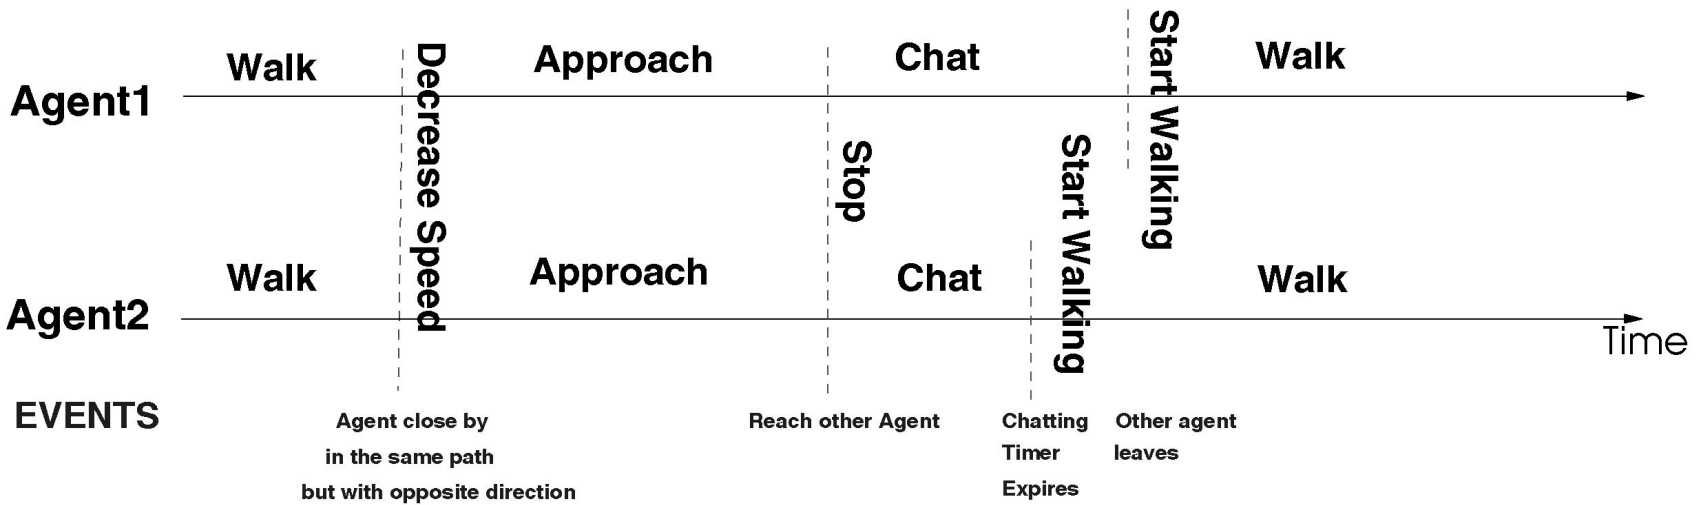 Walk
Decrease Speed
Approach
Chat
Start Walking
Walk
Agent1
Stop
Start Walking
Walk
Approach
Chat
Walk
Agent2
Time
EVENTS
Agent close by
in the same path
but with opposite direction
Reach other Agent
Chatting
Timer
Expires
Other agent
leaves